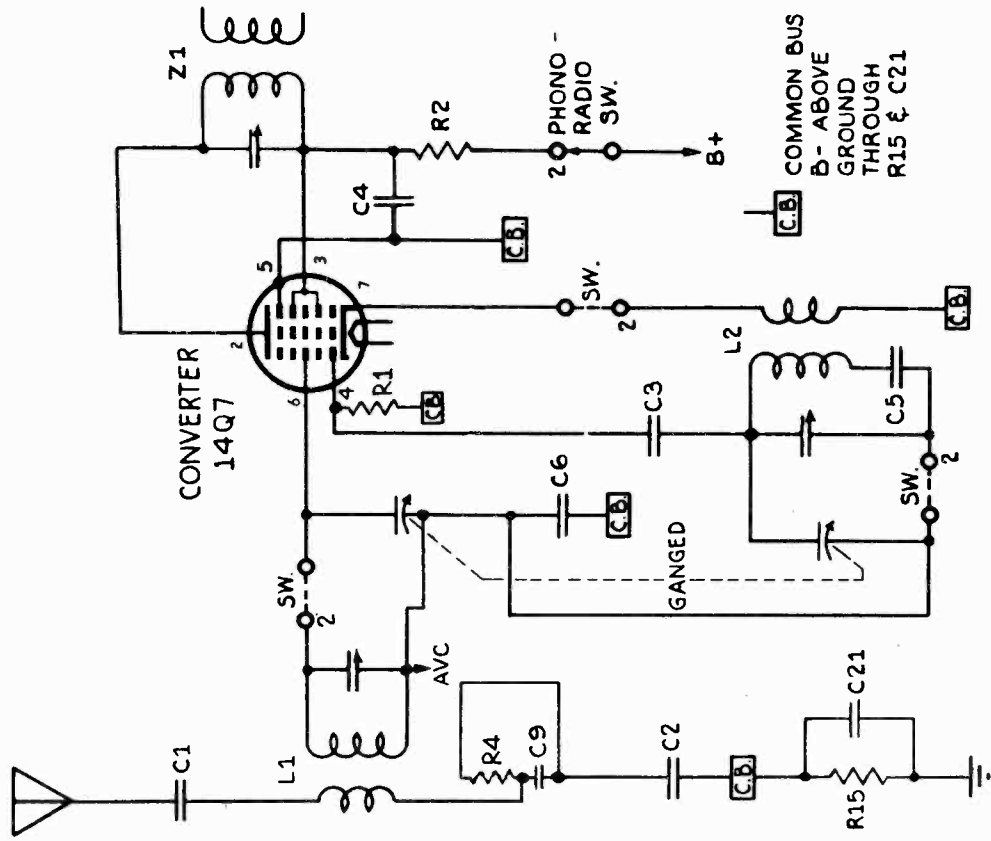 Z1
CONVERTER
14Q7
2
5
3
6
4
7
R1
C.B.
C4
C.B.
R2
2
PHONO -
RADIO
SW.
B+
C.B.
COMMON BUS
B- ABOVE
GROUND
THROUGH
R15 & C21
SW.
2
L2
C.B.
C3
C5
SW.
2
C6
C.B.
GANGED
SW.
2
AVC
L1
C1
R4
C9
C2
C.B.
R15
C21